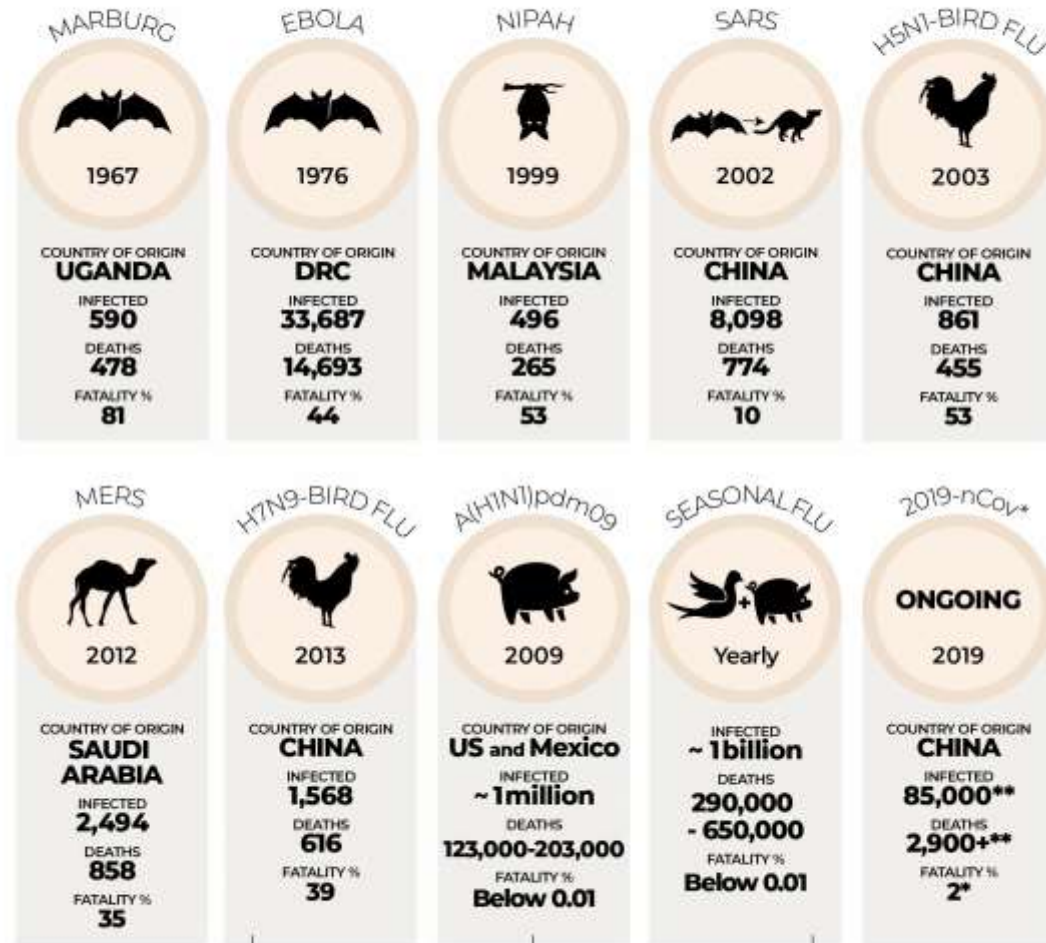 MARBURG
1967
COUNTRY OF ORIGIN
UGANDA
INFECTED
590
DEATHS
478
FATALITY %
81
EBOLA
1976
COUNTRY OF ORIGIN
DRC
INFECTED
33,687
DEATHS
14,693
FATALITY %
44
NIPAH
1999
COUNTRY OF ORIGIN
MALAYSIA
INFECTED
496
DEATHS
265
FATALITY %
53
SARS
2002
COUNTRY OF ORIGIN
CHINA
INFECTED
8,098
DEATHS
774
FATALITY %
10
H5N1-BIRD FLU
2003
COUNTRY OF ORIGIN
CHINA
INFECTED
861
DEATHS
455
FATALITY %
53
MERS
2012
COUNTRY OF ORIGIN
SAUDI
ARABIA
INFECTED
2,494
DEATHS
858
FATALITY %
35
H7N9-BIRD FLU
2013
COUNTRY OF ORIGIN
CHINA
INFECTED
1,568
DEATHS
616
FATALITY %
39
A(H1N1)pdm09
2009
COUNTRY OF ORIGIN
US and Mexico
INFECTED
~ 1million
DEATHS
123,000-203,000
FATALITY %
Below 0.01
SEASONAL FLU
Yearly
INFECTED
~ 1billion
DEATHS
290,000
- 650,000
FATALITY %
Below 0.01
2019-nCov*
ONGOING
2019
COUNTRY OF ORIGIN
CHINA
INFECTED
85,000**
DEATHS
2,900+**
FATALITY %
2*